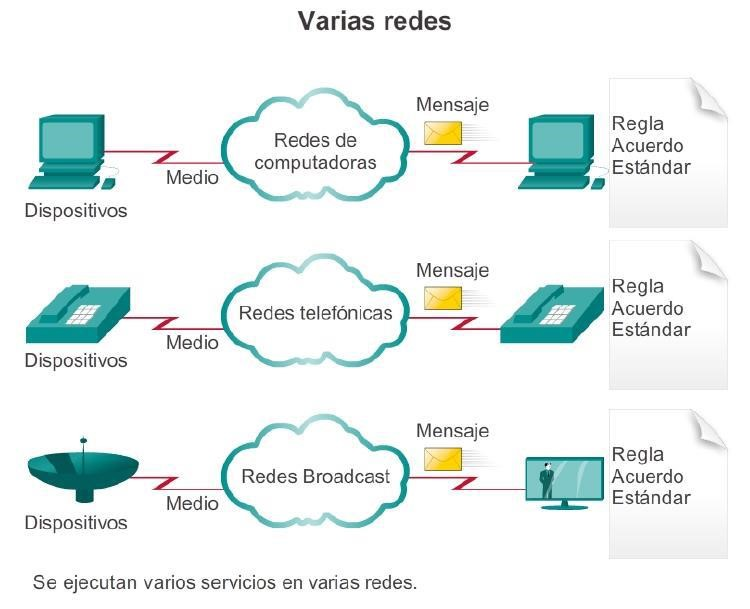 Varias redes
Mensaje
Redes de
computadoras
Regla
Acuerdo
Estándar
Medio
Dispositivos
Mensaje
Redes telefónicas
Regla
Acuerdo
Estándar
Medio
Dispositivos
Mensaje
Redes Broadcast
Regla
Acuerdo
Estándar
Medio
Dispositivos
Se ejecutan varios servicios en varias redes.